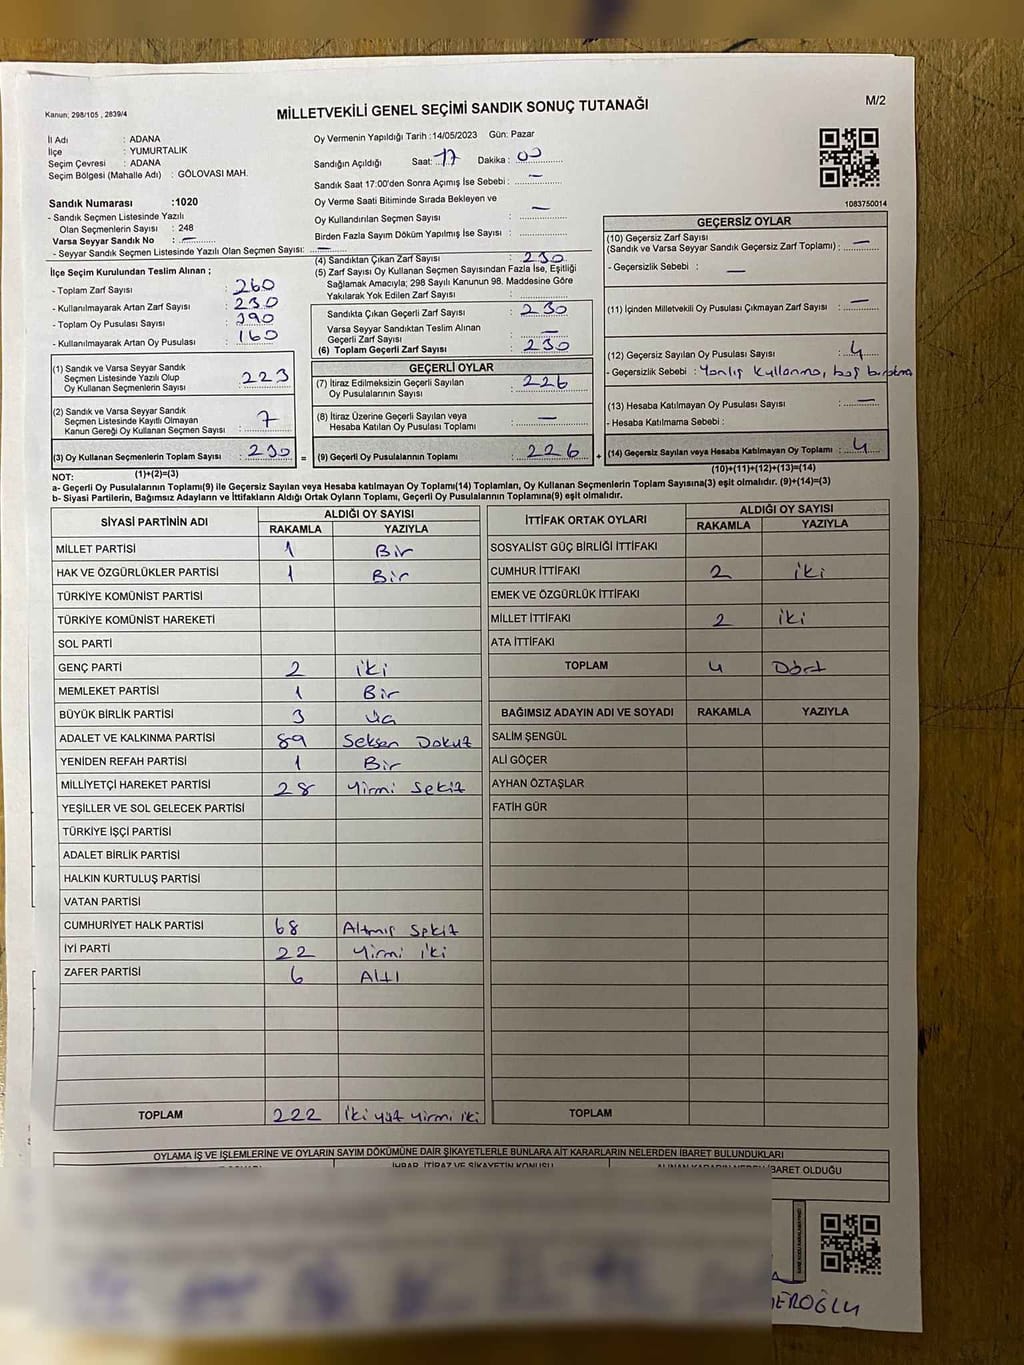 Kanun; 298/105 , 2839/4
MİLLETVEKİLİ GENEL SEÇİMİ SANDIK SONUÇ TUTANAĞI
M/2
İl Adı : ADANA
İlçe : YUMURTALIK
Seçim Çevresi : ADANA
Seçim Bölgesi (Mahalle Adı) : GÖLOVASI MAH.
Oy Vermenin Yapıldığı Tarih :14/05/2023 Gün: Pazar
Sandığın Açıldığı Saat: 17 Dakika : 00
Sandık Saat 17:00'den Sonra Açımış İse Sebebi : —
Oy Verme Saati Bitiminde Sırada Bekleyen ve
Oy Kullandırılan Seçmen Sayısı : —
Birden Fazla Sayım Döküm Yapılmış İse Sayısı :
1083750014
Sandık Numarası :1020
- Sandık Seçmen Listesinde Yazılı
Olan Seçmenlerin Sayısı : 248
Varsa Seyyar Sandık No : —
- Seyyar Sandık Seçmen Listesinde Yazılı Olan Seçmen Sayısı: —
İlçe Seçim Kurulundan Teslim Alınan ;
- Toplam Zarf Sayısı : 260
- Kullanılmayarak Artan Zarf Sayısı : 230
- Toplam Oy Pusulası Sayısı : 390
- Kullanılmayarak Artan Oy Pusulası : 160
(1) Sandık ve Varsa Seyyar Sandık
Seçmen Listesinde Yazılı Olup
Oy Kullanan Seçmenlerin Sayısı : 223
(2) Sandık ve Varsa Seyyar Sandık
Seçmen Listesinde Kayıtlı Olmayan
Kanun Gereği Oy Kullanan Seçmen Sayısı : 7
(3) Oy Kullanan Seçmenlerin Toplam Sayısı : 230
(1)+(2)=(3)
(4) Sandıktan Çıkan Zarf Sayısı : 230
(5) Zarf Sayısı Oy Kullanan Seçmen Sayısından Fazla İse, Eşitliği
Sağlamak Amacıyla; 298 Sayılı Kanunun 98. Maddesine Göre
Yakılarak Yok Edilen Zarf Sayısı :
Sandıkta Çıkan Geçerli Zarf Sayısı : 230
Varsa Seyyar Sandıktan Teslim Alınan
Geçerli Zarf Sayısı : —
(6) Toplam Geçerli Zarf Sayısı : 230
GEÇERLİ OYLAR
(7) İtiraz Edilmeksizin Geçerli Sayılan
Oy Pusulasının Sayısı : 226
(8) İtiraz Üzerine Geçerli Sayılan veya
Hesaba Katılan Oy Pusulası Toplamı : —
= (9) Geçerli Oy Pusulalarının Toplamı : 226 +
GEÇERSİZ OYLAR
(10) Geçersiz Zarf Sayısı
(Sandık ve Varsa Seyyar Sandık Geçersiz Zarf Toplamı) : —
- Geçersizlik Sebebi : —
(11) İçinden Milletvekili Oy Pusulası Çıkmayan Zarf Sayısı : —
(12) Geçersiz Sayılan Oy Pusulası Sayısı : 4
- Geçersizlik Sebebi : Yanlış kullanma, boş bırakma
(13) Hesaba Katılmayan Oy Pusulası Sayısı : —
- Hesaba Katılmama Sebebi :
(14) Geçersiz Sayılan veya Hesaba Katılmayan Oy Toplamı : 4
(10)+(11)+(12)+(13)=(14)
NOT:
a- Geçerli Oy Pusulalarının Toplamı(9) ile Geçersiz Sayılan veya Hesaba katılmayan Oy Toplamı(14) Toplamları, Oy Kullanan Seçmenlerin Toplam Sayısına(3) eşit olmalıdır. (9)+(14)=(3)
b- Siyasi Partilerin, Bağımsız Adayların ve İttifakların Aldığı Ortak Oyların Toplamı, Geçerli Oy Pusulalarının Toplamına(9) eşit olmalıdır.
SİYASİ PARTİNİN ADI ALDIĞI OY SAYISI
RAKAMLA YAZIYLA
MİLLET PARTİSİ 1 Bir
HAK VE ÖZGÜRLÜKLER PARTİSİ 1 Bir
TÜRKİYE KOMÜNİST PARTİSİ
TÜRKİYE KOMÜNİST HAREKETİ
SOL PARTİ
GENÇ PARTİ 2 iki
MEMLEKET PARTİSİ 1 Bir
BÜYÜK BİRLİK PARTİSİ 3 üç
ADALET VE KALKINMA PARTİSİ 89 Seksen Dokuz
YENİDEN REFAH PARTİSİ 1 Bir
MİLLİYETÇİ HAREKET PARTİSİ 28 Yirmi Sekiz
YEŞİLLER VE SOL GELECEK PARTİSİ
TÜRKİYE İŞÇİ PARTİSİ
ADALET BİRLİK PARTİSİ
HALKIN KURTULUŞ PARTİSİ
VATAN PARTİSİ
CUMHURİYET HALK PARTİSİ 68 Altmış Sekiz
İYİ PARTİ 22 Yirmi iki
ZAFER PARTİSİ 6 Altı
TOPLAM 222 iki yüz yirmi iki
İTTİFAK ORTAK OYLARI ALDIĞI OY SAYISI
RAKAMLA YAZIYLA
SOSYALİST GÜÇ BİRLİĞİ İTTİFAKI
CUMHUR İTTİFAKI 2 iki
EMEK VE ÖZGÜRLÜK İTTİFAKI
MİLLET İTTİFAKI 2 iki
ATA İTTİFAKI
TOPLAM 4 Dört
BAĞIMSIZ ADAYIN ADI VE SOYADI RAKAMLA YAZIYLA
SALİM ŞENGÜL
ALİ GÖÇER
AYHAN ÖZTAŞLAR
FATİH GÜR
TOPLAM
OYLAMA İŞ VE İŞLEMLERİNE VE OYLARIN SAYIM DÖKÜMÜNE DAİR ŞİKAYETLERLE BUNLARA AİT KARARLARIN NELERDEN İBARET BULUNDUKLARI
İHBAR, İTİRAZ VE ŞİKAYETİN KONUSU
İBARET OLDUĞU